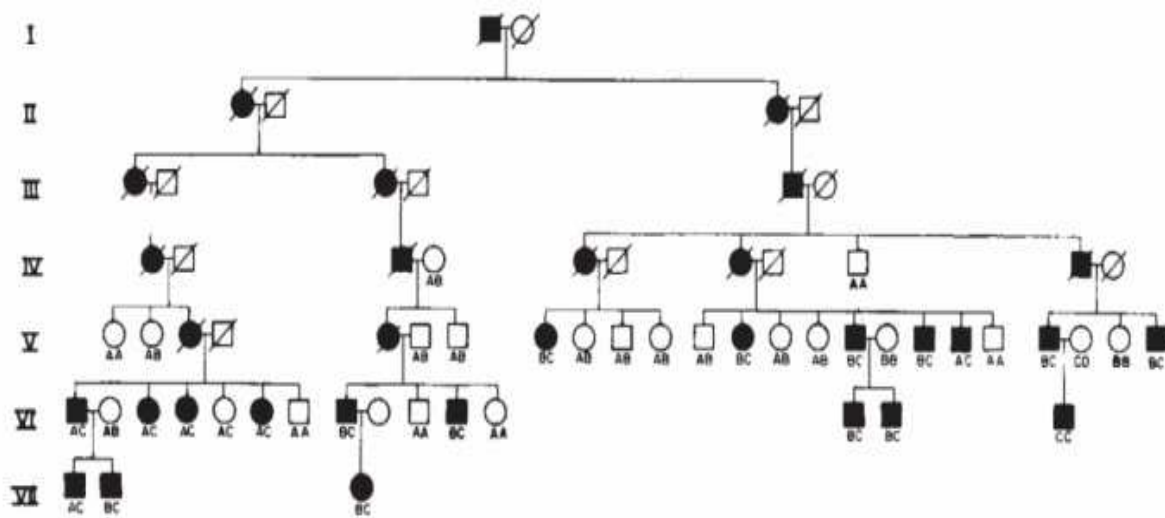 I
II
III
IV
AB
AA
V
AA AB AB AB BC AB AB AB AB BC AB AB BC BB BC AC AA BC CD BB BC
VI
AC AB AC AC AC AC AA BC AA BC AA BC BC CC
VII
AC BC BC